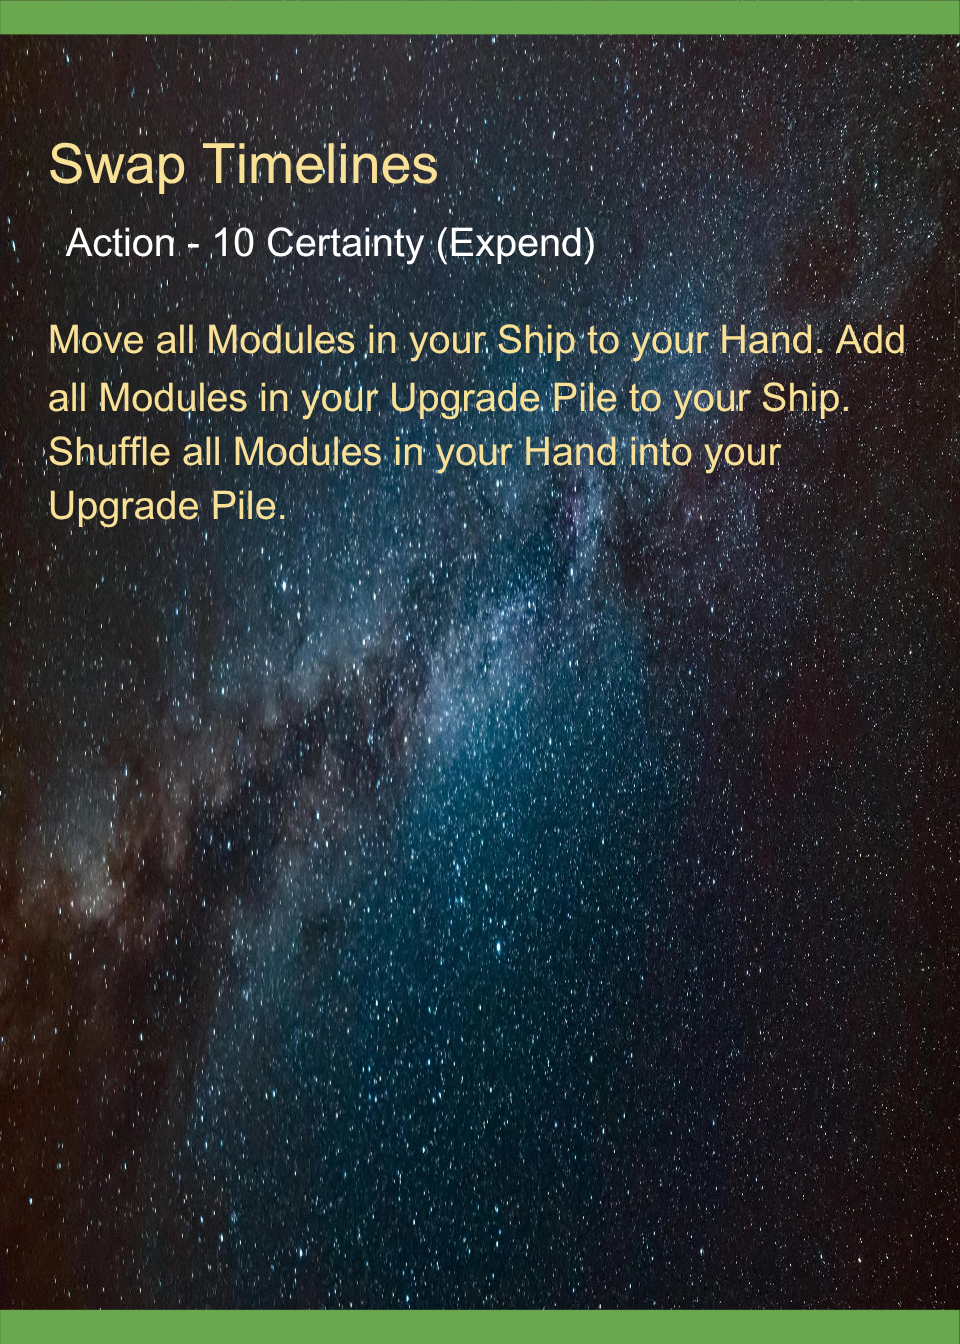 Swap Timelines
Action - 10 Certainty (Expend)
Move all Modules in your Ship to your Hand. Add
all Modules in your Upgrade Pile to your Ship.
Shuffle all Modules in your Hand into your
Upgrade Pile.